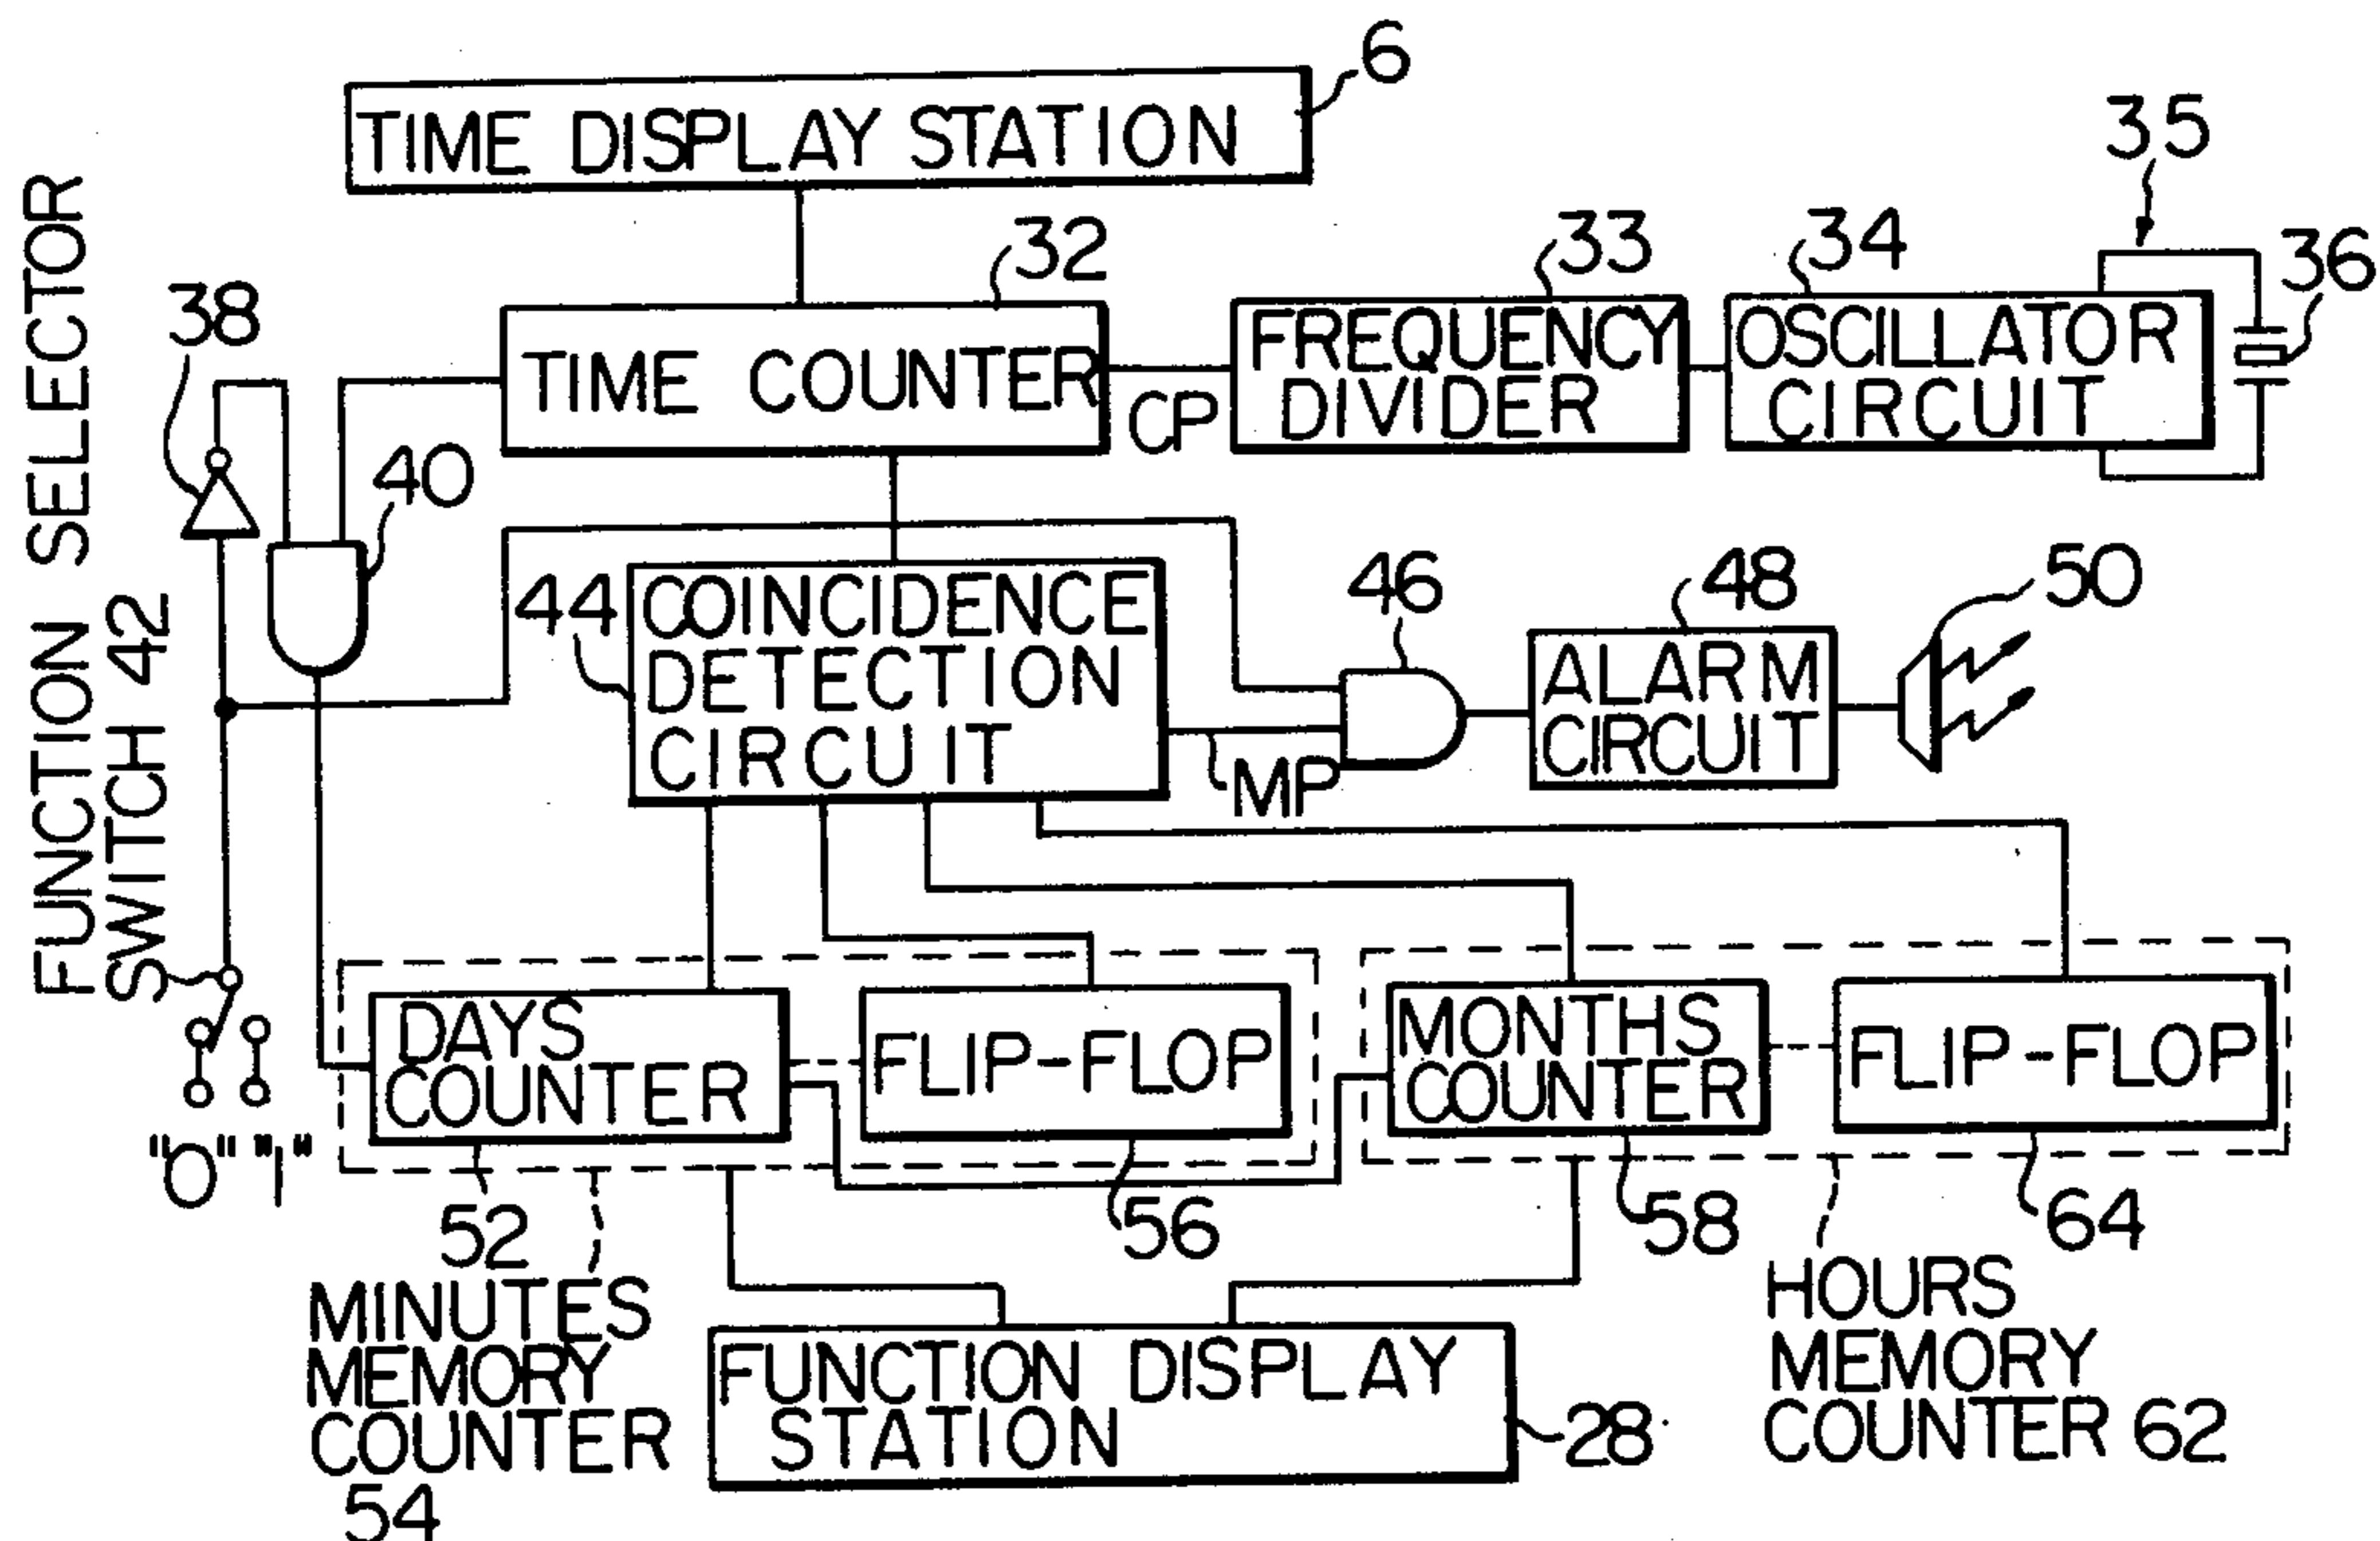 6
TIME DISPLAY STATION
35
32
33
34
36
38
TIME COUNTER
CP
FREQUENCY
DIVIDER
OSCILLATOR
CIRCUIT
FUNCTION SELECTOR
SWITCH 42
40
44
COINCIDENCE
DETECTION
CIRCUIT
46
48
50
ALARM
CIRCUIT
MP
DAYS
COUNTER
FLIP-FLOP
MONTHS
COUNTER
FLIP-FLOP
"0" "1"
52
56
58
64
MINUTES
MEMORY
COUNTER
54
FUNCTION DISPLAY
STATION
28
HOURS
MEMORY
COUNTER 62